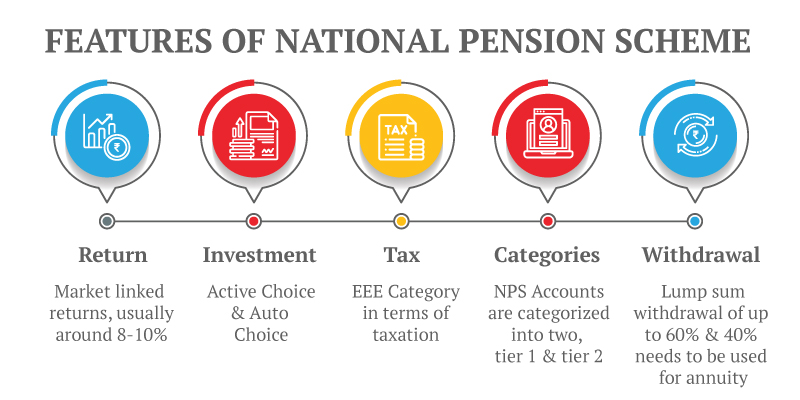 FEATURES OF NATIONAL PENSION SCHEME
₹
TAX
₹
Return
Market linked
returns, usually
around 8-10%
Investment
Active Choice
& Auto
Choice
Tax
EEE Category
in terms of
taxation
Categories
NPS Accounts
are categorized
into two,
tier 1 & tier 2
Withdrawal
Lump sum
withdrawal of up
to 60% & 40%
needs to be used
for annuity